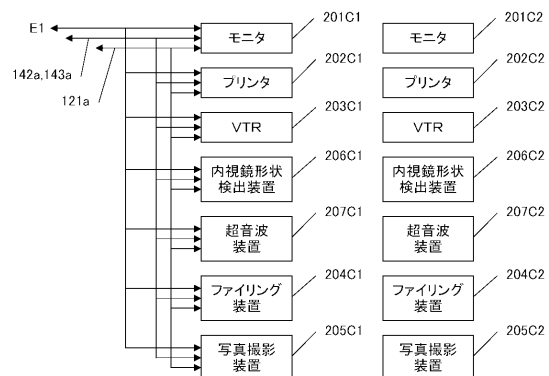 E1
142a,143a
121a
モニタ
201C1
モニタ
201C2
プリンタ
202C1
プリンタ
202C2
VTR
203C1
VTR
203C2
内視鏡形状
検出装置
206C1
内視鏡形状
検出装置
206C2
超音波
装置
207C1
超音波
装置
207C2
ファイリング
装置
204C1
ファイリング
装置
204C2
写真撮影
装置
205C1
写真撮影
装置
205C2